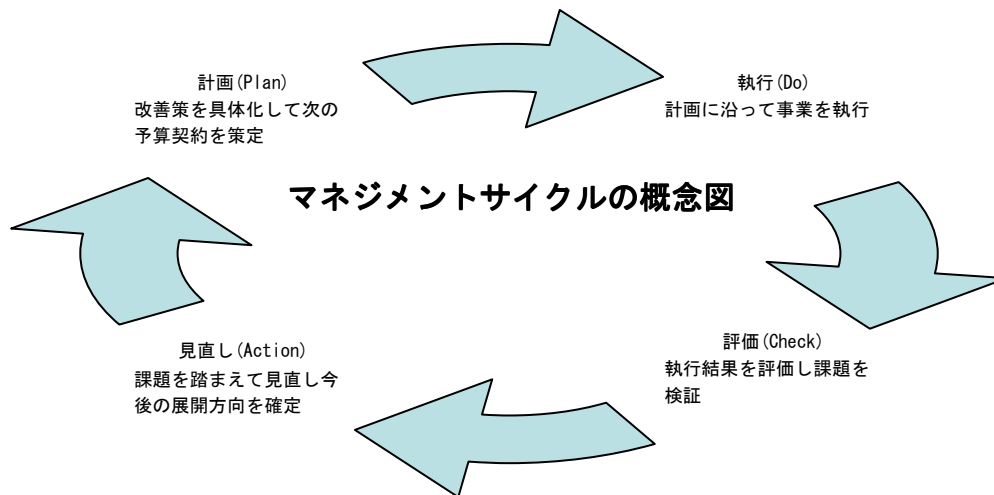 計画(Plan)
改善策を具体化して次の
予算契約を策定
執行(Do)
計画に沿って事業を執行
マネジメントサイクルの概念図
見直し(Action)
課題を踏まえて見直し今
後の展開方向を確定
評価(Check)
執行結果を評価し課題を
検証